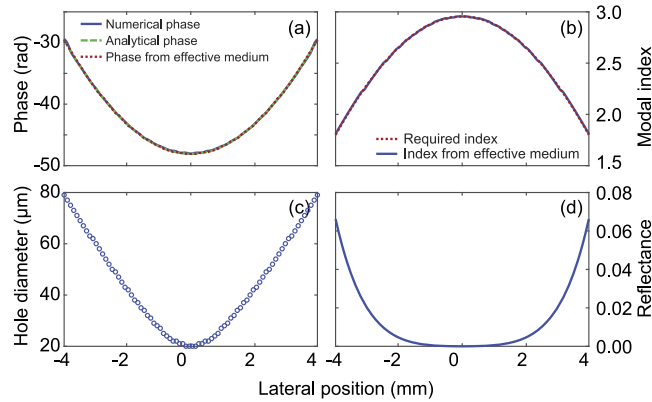 Numerical phase
Analytical phase
Phase from effective medium
(a)
-30
-40
-50
Phase (rad)
(b)
3.0
2.5
2.0
1.5
Modal index
Required index
Index from effective medium
(c)
80
60
40
20
Hole diameter (µm)
-4 -2 0 2 4
(d)
0.08
0.06
0.04
0.02
0.00
Reflectance
-4 -2 0 2 4
Lateral position (mm)